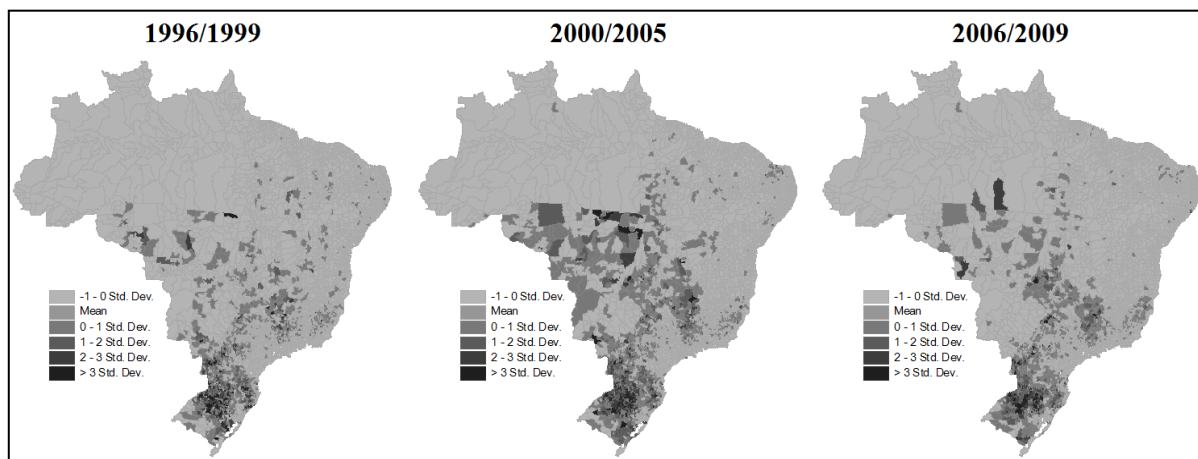 1996/1999
2000/2005
2006/2009
-1 - 0 Std. Dev.
Mean
0 - 1 Std. Dev.
1 - 2 Std. Dev.
2 - 3 Std. Dev.
> 3 Std. Dev.
-1 - 0 Std. Dev.
Mean
0 - 1 Std. Dev.
1 - 2 Std. Dev.
2 - 3 Std. Dev.
> 3 Std. Dev.
-1 - 0 Std. Dev.
Mean
0 - 1 Std. Dev.
1 - 2 Std. Dev.
2 - 3 Std. Dev.
> 3 Std. Dev.